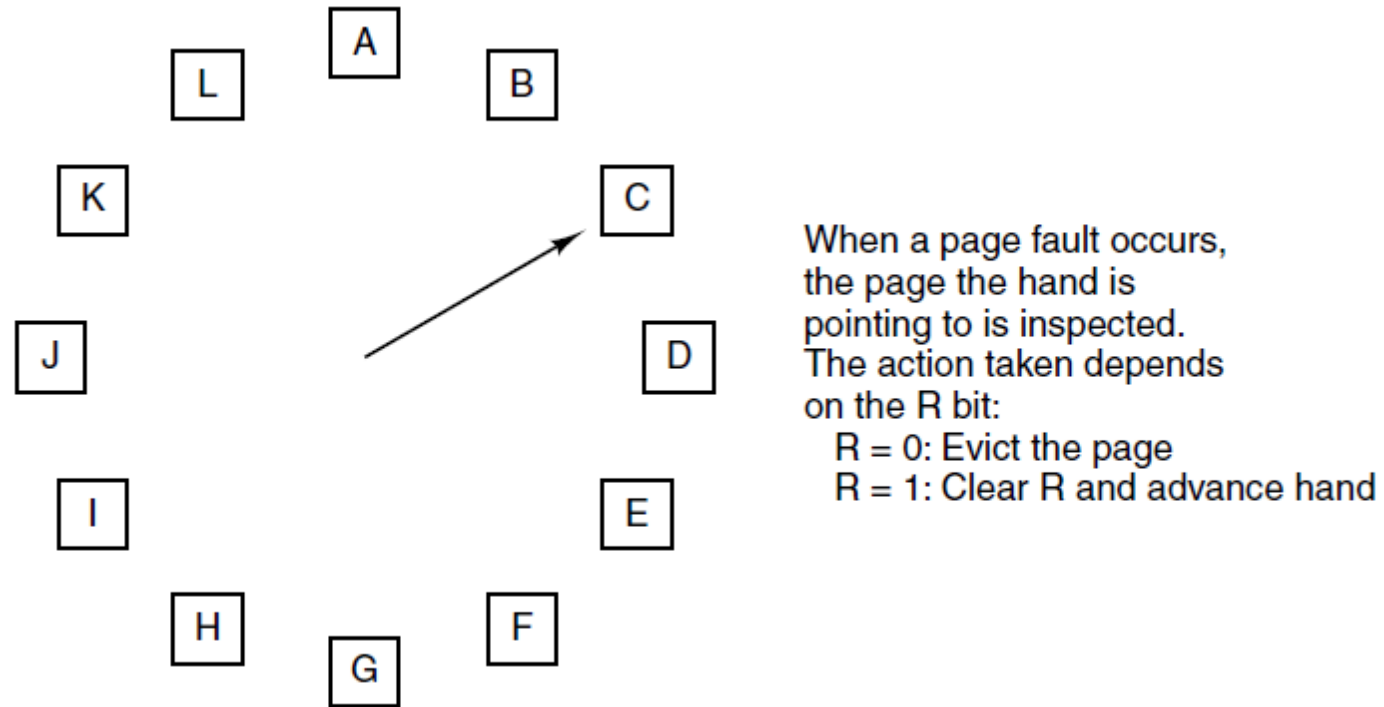 A
L
B
K
C
J
D
I
E
H
F
G
When a page fault occurs,
the page the hand is
pointing to is inspected.
The action taken depends
on the R bit:
R = 0: Evict the page
R = 1: Clear R and advance hand